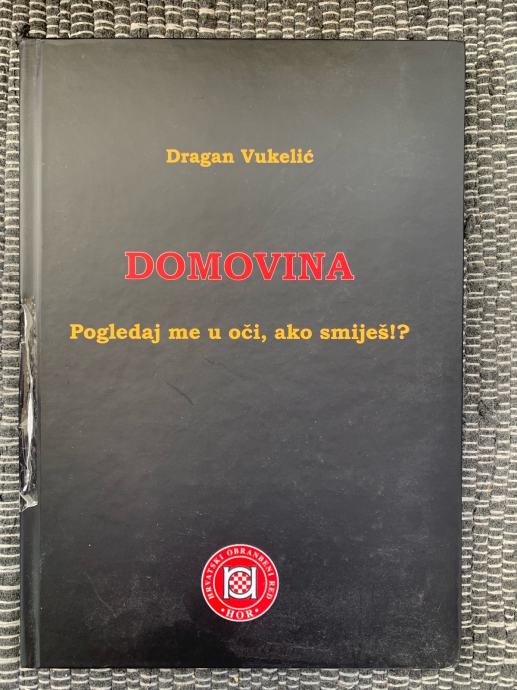 Dragan Vukelić
DOMOVINA
Pogledaj me u oči, ako smiješ!?
HRVATSKI OBRANBENI RED
• HOR •